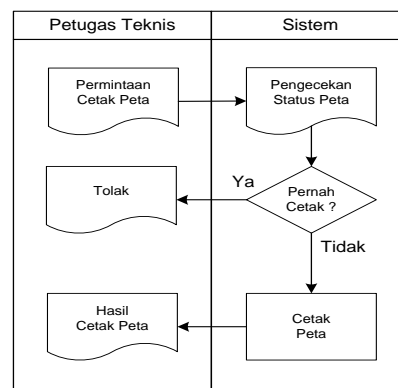 Petugas Teknis
Sistem
Permintaan
Cetak Peta
Pengecekan
Status Peta
Tolak
Ya
Pernah
Cetak ?
Tidak
Hasil
Cetak Peta
Cetak
Peta